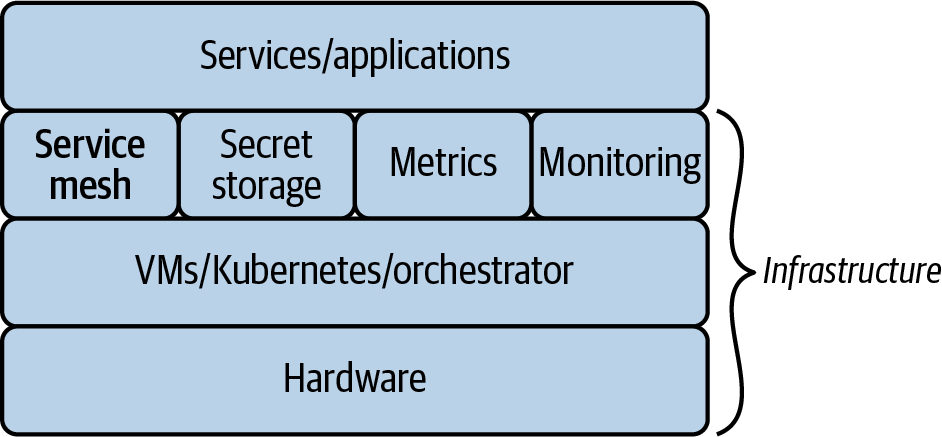 Services/applications
Service
mesh
Secret
storage
Metrics
Monitoring
VMs/Kubernetes/orchestrator
Infrastructure
Hardware